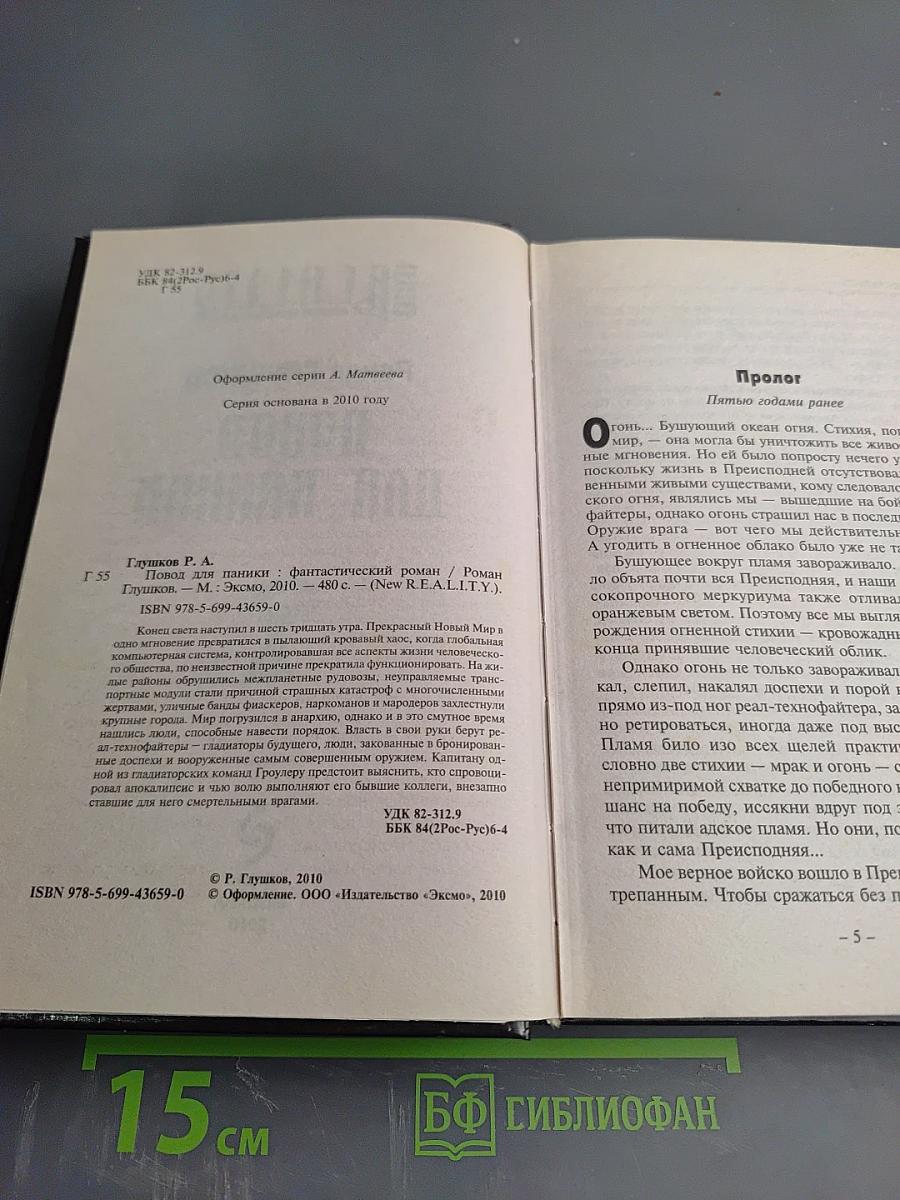 УДК 82-312.9
ББК 84(2Рос-Рус)6-4
Г 55
Оформление серии А. Матвеева
Серия основана в 2010 году
Глушков Р. А.
Г 55 Повод для паники : фантастический роман / Роман
Глушков. — М. : Эксмо, 2010. — 480 с. — (New R.E.A.L.I.T.Y.).
ISBN 978-5-699-43659-0
Конец света наступил в шесть тридцать утра. Прекрасный Новый Мир в
одно мгновение превратился в пылающий кровавый хаос, когда глобальная
компьютерная система, контролировавшая все аспекты жизни человеческо-
го общества, по неизвестной причине прекратила функционировать. На жи-
лые районы обрушились межпланетные рудовозы, неуправляемые транс-
портные модули стали причиной страшных катастроф с многочисленными
жертвами, уличные банды фиаскеров, наркоманов и мародеров захлестнули
крупные города. Мир погрузился в анархию, однако и в это смутное время
нашлись люди, способные навести порядок. Власть в свои руки берут ре-
ал-технофайтеры — гладиаторы будущего, люди, закованные в бронирован-
ные доспехи и вооруженные самым совершенным оружием. Капитану од-
ной из гладиаторских команд Гроулеру предстоит выяснить, кто спровоци-
ровал апокалипсис и чью волю выполняют его бывшие коллеги, внезапно
ставшие для него смертельными врагами.
УДК 82-312.9
ББК 84(2Рос-Рус)6-4
© Р. Глушков, 2010
ISBN 978-5-699-43659-0 © Оформление. ООО «Издательство «Эксмо», 2010
Пролог
Пятью годами ранее
Огонь... Бушующий океан огня. Стихия,
мир, — она могла бы уничтожить все
ные мгновения. Но ей было попросту нечего
поскольку жизнь в Преисподней
венными живыми существами, кому
ского огня, являлись мы — вышедшие на
файтеры, однако огонь страшил нас в
Оружие врага — вот чего мы
А угодить в огненное облако было уже не
Бушующее вокруг пламя завораживало.
ло объята почти вся Преисподняя, и наши
сокопрочного меркуриума также
оранжевым светом. Поэтому все мы
рождения огненной стихии —
конца принявшие человеческий облик.
Однако огонь не только
кал, слепил, накалял доспехи и порой
прямо из-под ног реал-технофайтера,
но ретироваться, иногда даже под
Пламя било изо всех щелей
словно две стихии — мрак и огонь —
непримиримой схватке до победного
шанс на победу, иссякни вдруг под
что питали адское пламя. Но они,
как и сама Преисподняя...
Мое верное войско вошло в
трепанным. Чтобы сражаться без
– 5 –
15 см
БФ БИБЛИОФАН